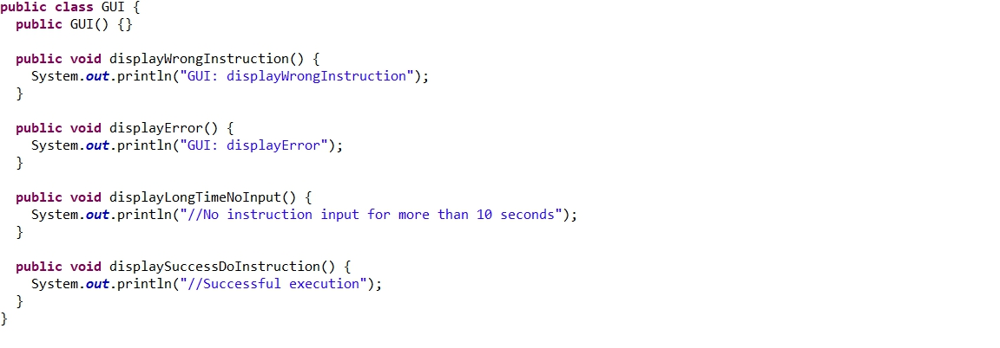 public class GUI {
  public GUI() {}

  public void displayWrongInstruction() {
    System.out.println("GUI: displayWrongInstruction");
  }

  public void displayError() {
    System.out.println("GUI: displayError");
  }

  public void displayLongTimeNoInput() {
    System.out.println("//No instruction input for more than 10 seconds");
  }

  public void displaySuccessDoInstruction() {
    System.out.println("//Successful execution");
  }
}